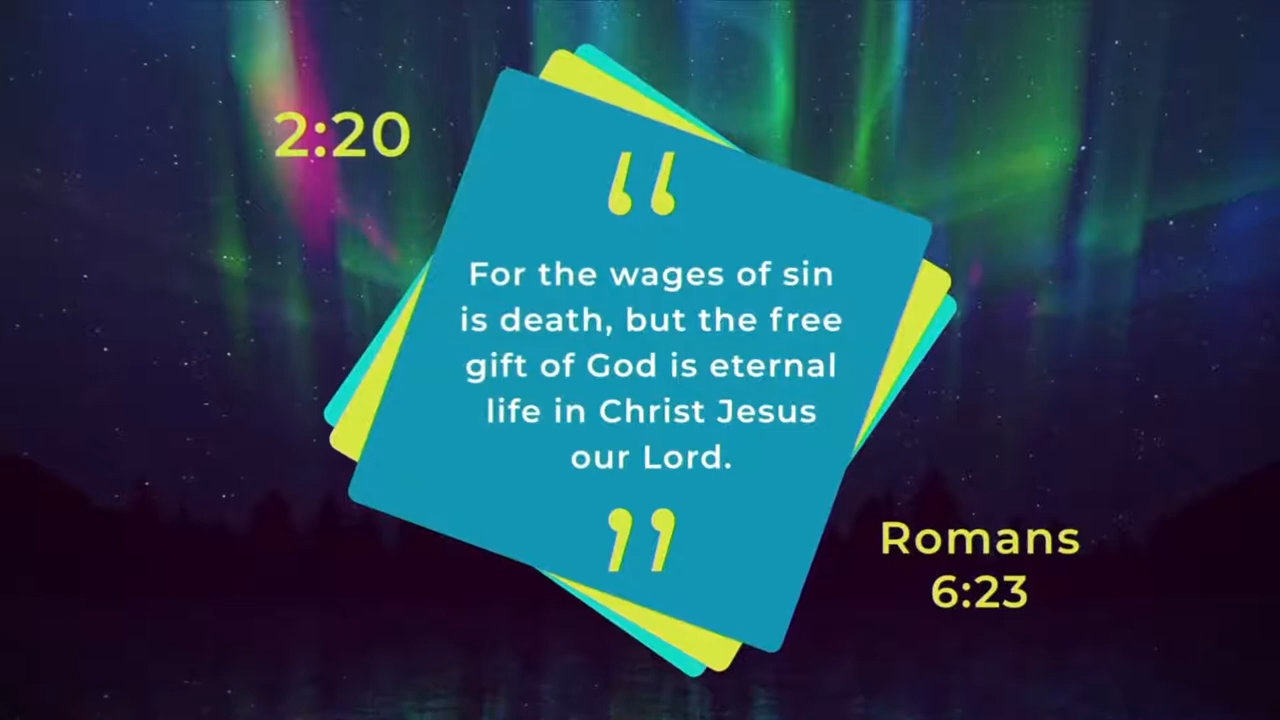 2:20
“
For the wages of sin
is death, but the free
gift of God is eternal
life in Christ Jesus
our Lord.
”
Romans
6:23